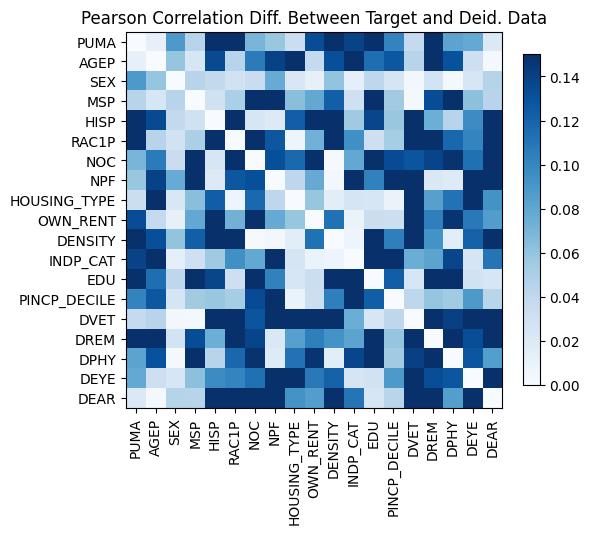 Pearson Correlation Diff. Between Target and Deid. Data
PUMA
AGEP
SEX
MSP
HISP
RAC1P
NOC
NPF
HOUSING_TYPE
OWN_RENT
DENSITY
INDP_CAT
EDU
PINCP_DECILE
DVET
DREM
DPHY
DEYE
DEAR
PUMA
AGEP
SEX
MSP
HISP
RAC1P
NOC
NPF
HOUSING_TYPE
OWN_RENT
DENSITY
INDP_CAT
EDU
PINCP_DECILE
DVET
DREM
DPHY
DEYE
DEAR
0.14
0.12
0.10
0.08
0.06
0.04
0.02
0.00